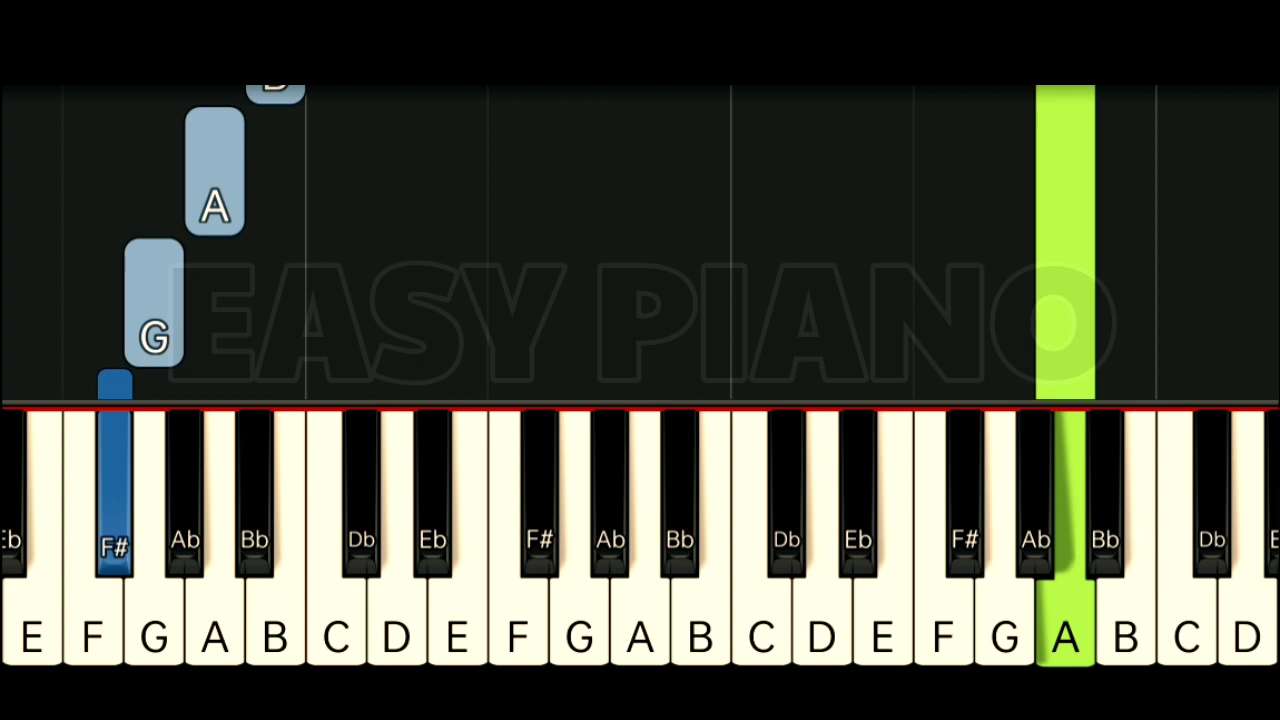 A
G
EASY PIANO
Eb F# Ab Bb Db Eb F# Ab Bb Db Eb F# Ab Bb Db
E F G A B C D E F G A B C D E F G A B C D